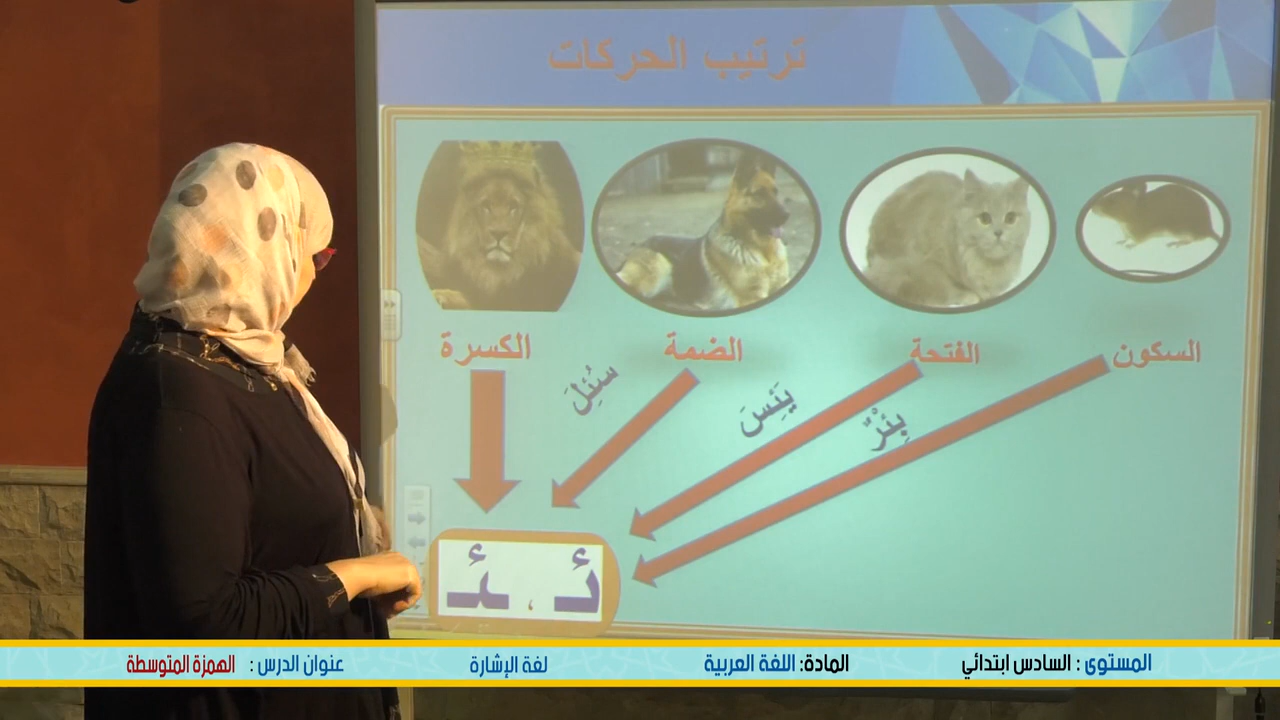 ترتيب الحركات
السكون الفتحة الضمة الكسرة
بِئْرٌ يَئِسَ سُئِلَ
ئـ ، ـئـ
المستوى : السادس ابتدائي المادة: اللغة العربية لغة الإشارة عنوان الدرس : الهمزة المتوسطة